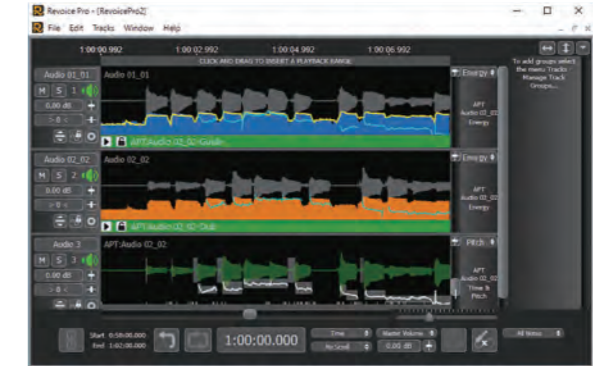 Revoice Pro - [RevoicePro2]
File Edit Tracks Window Help
1:00:00.992 1:00:02.992 1:00:04.992 1:00:06.992
CLICK AND DRAG TO INSERT A PLAYBACK RANGE
To add groups select
the menu Tracks -
Manage Track
Groups...
Audio 01_01
Audio 01_01
Energy
M S 1
0.00 dB
> 0 <
APT
Audio 02_02
Energy
APT:Audio 02_02-Guide
Audio 02_02
Audio 02_02
Energy
M S 2
0.00 dB
> 0 <
APT
Audio 02_02
Energy
APT:Audio 02_02-Dub
Audio 3
APT:Audio 02_02
Pitch
M S 3
0.00 dB
> 0 <
APT
Audio 02_02
Time &
Pitch
Start 0:58:00.000
End 1:02:00.000
1:00:00.000
Time
No Scroll
Master Volume
0.00 dB
All Notes